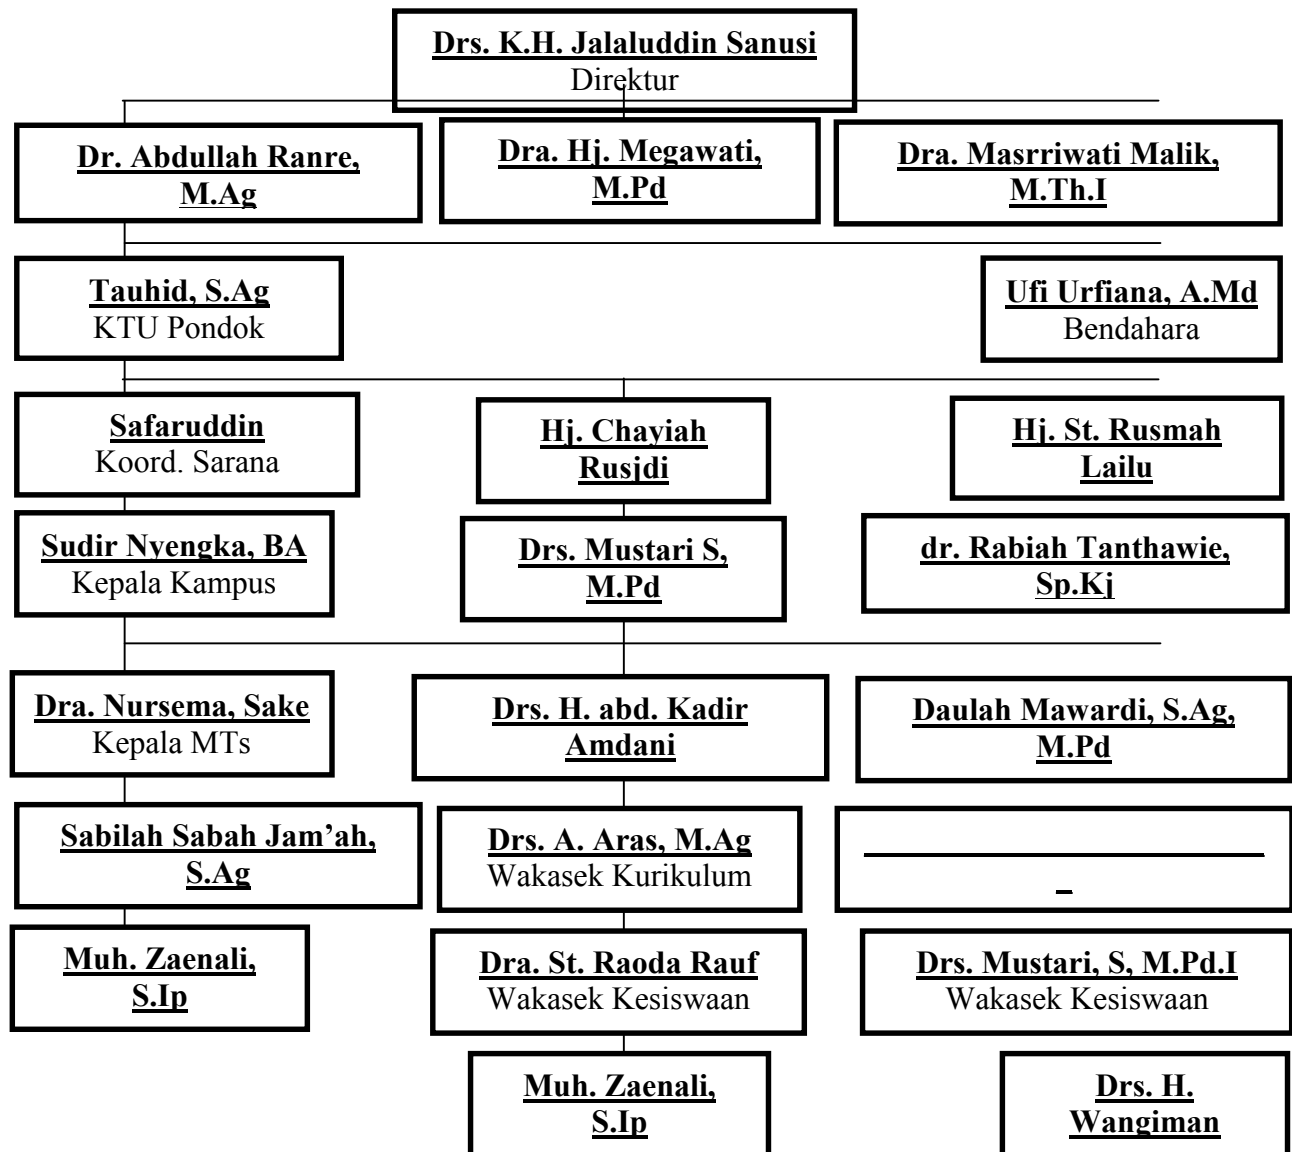 Drs. K.H. Jalaluddin Sanusi
Direktur
Dr. Abdullah Ranre,
M.Ag
Dra. Hj. Megawati,
M.Pd
Dra. Masrriwati Malik,
M.Th.I
Tauhid, S.Ag
KTU Pondok
Ufi Urfiana, A.Md
Bendahara
Safaruddin
Koord. Sarana
Hj. Chayiah
Rusjdi
Hj. St. Rusmah
Lailu
Sudir Nyengka, BA
Kepala Kampus
Drs. Mustari S,
M.Pd
dr. Rabiah Tanthawie,
Sp.Kj
Dra. Nursema, Sake
Kepala MTs
Drs. H. abd. Kadir
Amdani
Daulah Mawardi, S.Ag,
M.Pd
Sabilah Sabah Jam’ah,
S.Ag
Drs. A. Aras, M.Ag
Wakasek Kurikulum
Muh. Zaenali,
S.Ip
Dra. St. Raoda Rauf
Wakasek Kesiswaan
Drs. Mustari, S, M.Pd.I
Wakasek Kesiswaan
Muh. Zaenali,
S.Ip
Drs. H.
Wangiman